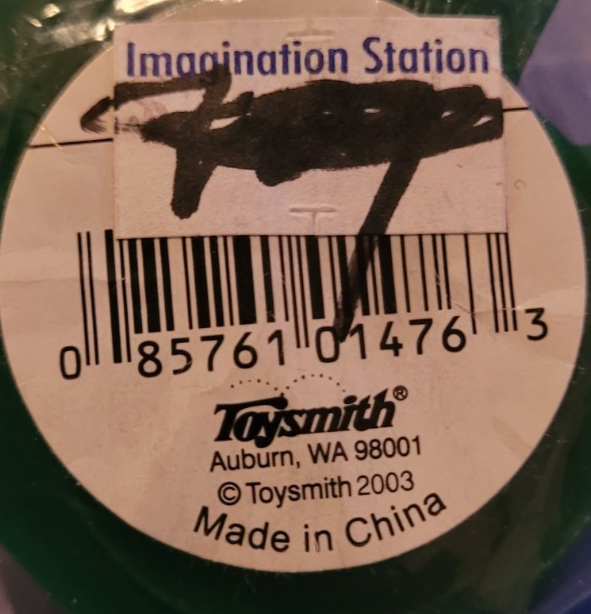 Imagination Station
0 85761 01476 3
Toysmith®
Auburn, WA 98001
© Toysmith 2003
Made in China